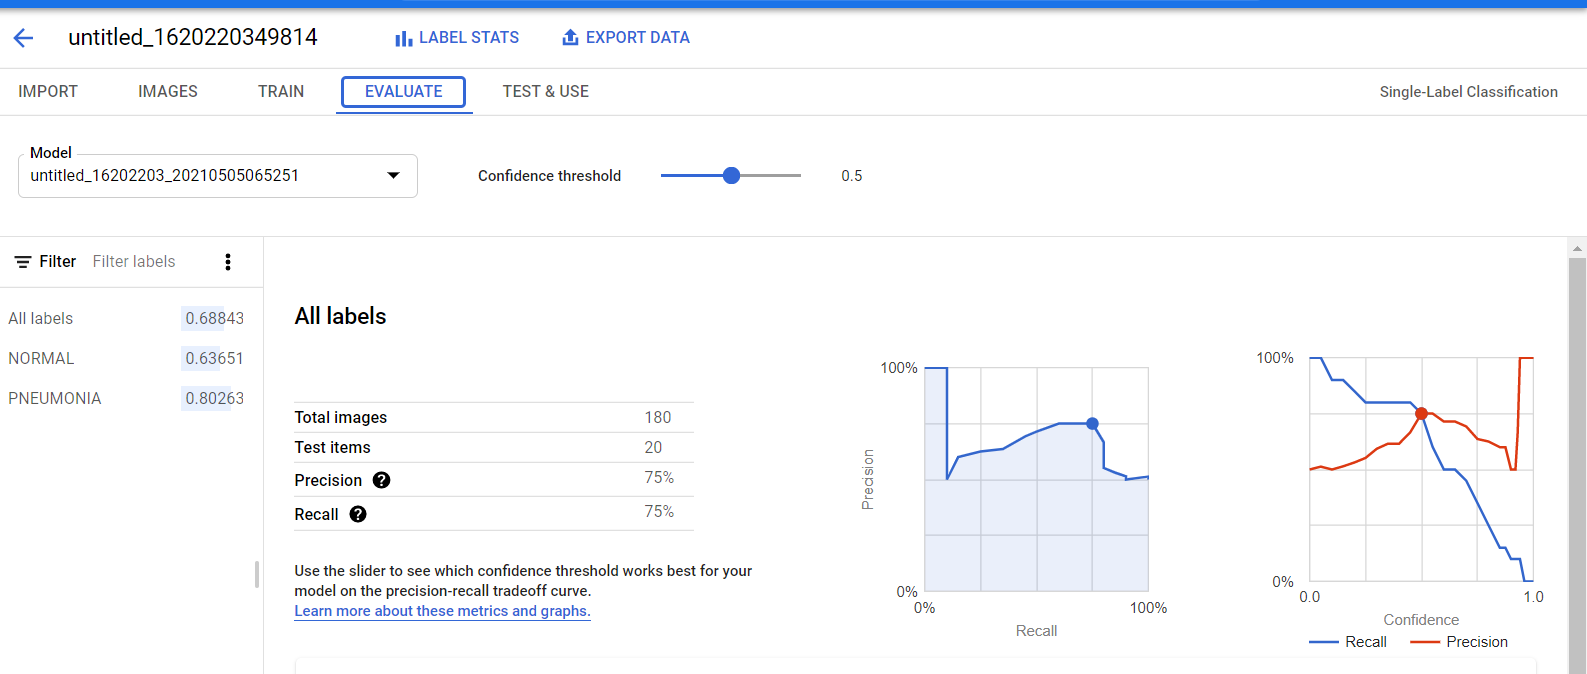 untitled_1620220349814
LABEL STATS
EXPORT DATA
IMPORT
IMAGES
TRAIN
EVALUATE
TEST & USE
Single-Label Classification
Model
untitled_16202203_20210505065251
Confidence threshold
0.5
Filter
Filter labels
All labels 0.68843
NORMAL 0.63651
PNEUMONIA 0.80263
All labels
Total images 180
Test items 20
Precision ? 75%
Recall ? 75%
Use the slider to see which confidence threshold works best for your
model on the precision-recall tradeoff curve.
Learn more about these metrics and graphs.
100%
Precision
0%
0%
100%
Recall
100%
0%
0.0
1.0
Confidence
Recall
Precision